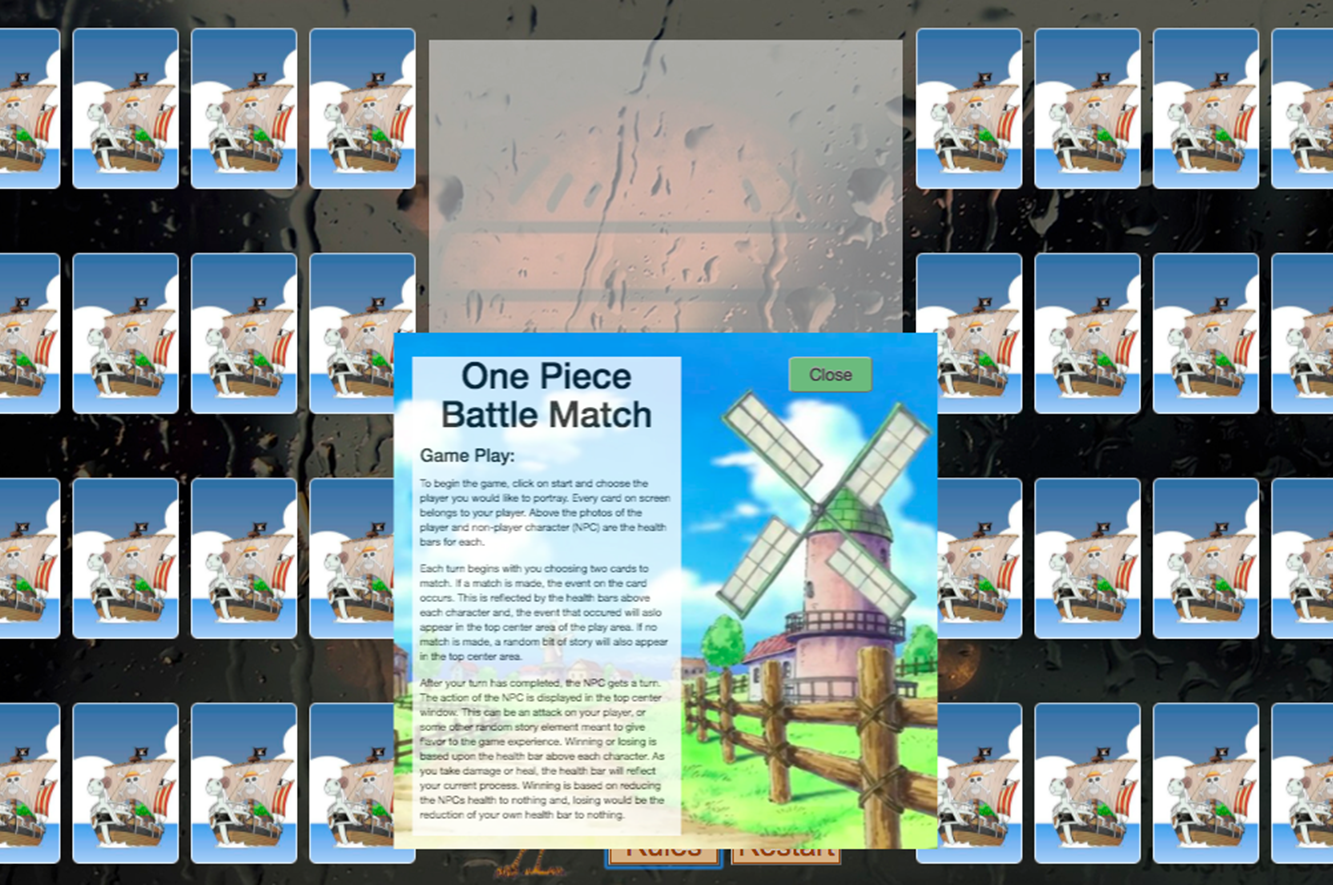 One Piece
Battle Match
Close
Game Play:
To begin the game, click on start and choose the
player you would like to portray. Every card on screen
belongs to your player. Above the photos of the
player and non-player character (NPC) are the health
bars for each.
Each turn begins with you choosing two cards to
match. If a match is made, the event on the card
occurs. This is reflected by the health bars above
each character and, the event that occured will aslo
appear in the top center area of the play area. If no
match is made, a random bit of story will also appear
in the top center area.
After your turn has completed, the NPC gets a turn.
The action of the NPC is displayed in the top center
window. This can be an attack on your player, or
some other random story element meant to give
flavor to the game experience. Winning or losing is
based upon the health bar above each character. As
you take damage or heal, the health bar will reflect
your current process. Winning is based on reducing
the NPCs health to nothing and, losing would be the
reduction of your own health bar to nothing.
Rules Restart